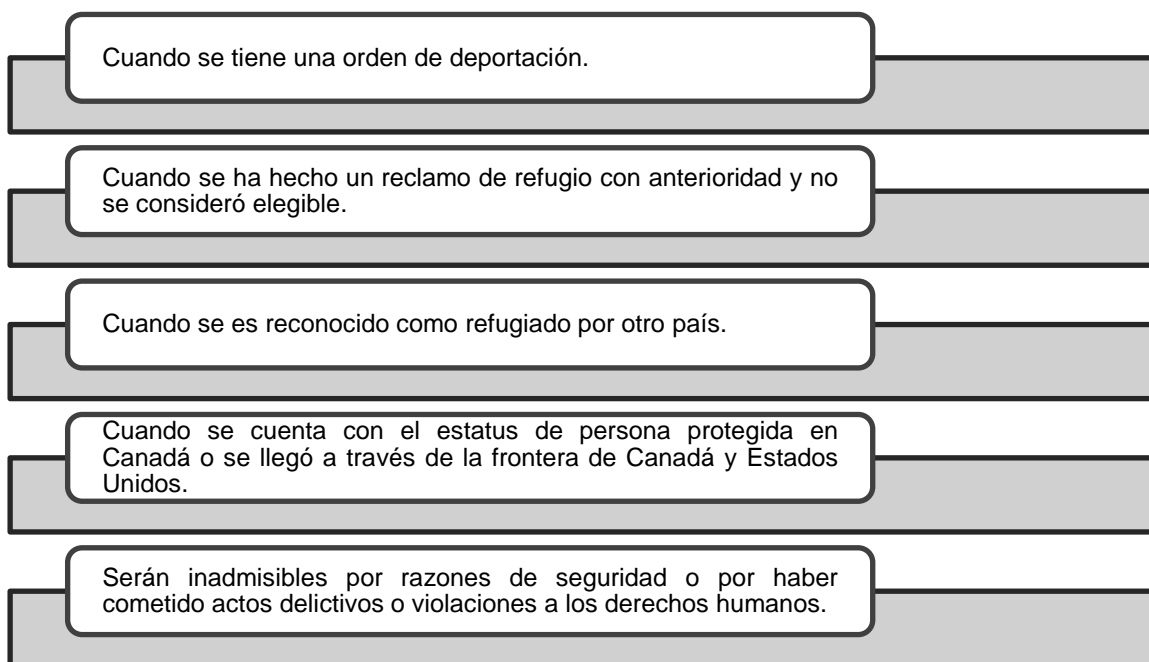 Cuando se tiene una orden de deportación.
Cuando se ha hecho un reclamo de refugio con anterioridad y no
se consideró elegible.
Cuando se es reconocido como refugiado por otro país.
Cuando se cuenta con el estatus de persona protegida en
Canadá o se llegó a través de la frontera de Canadá y Estados
Unidos.
Serán inadmisibles por razones de seguridad o por haber
cometido actos delictivos o violaciones a los derechos humanos.